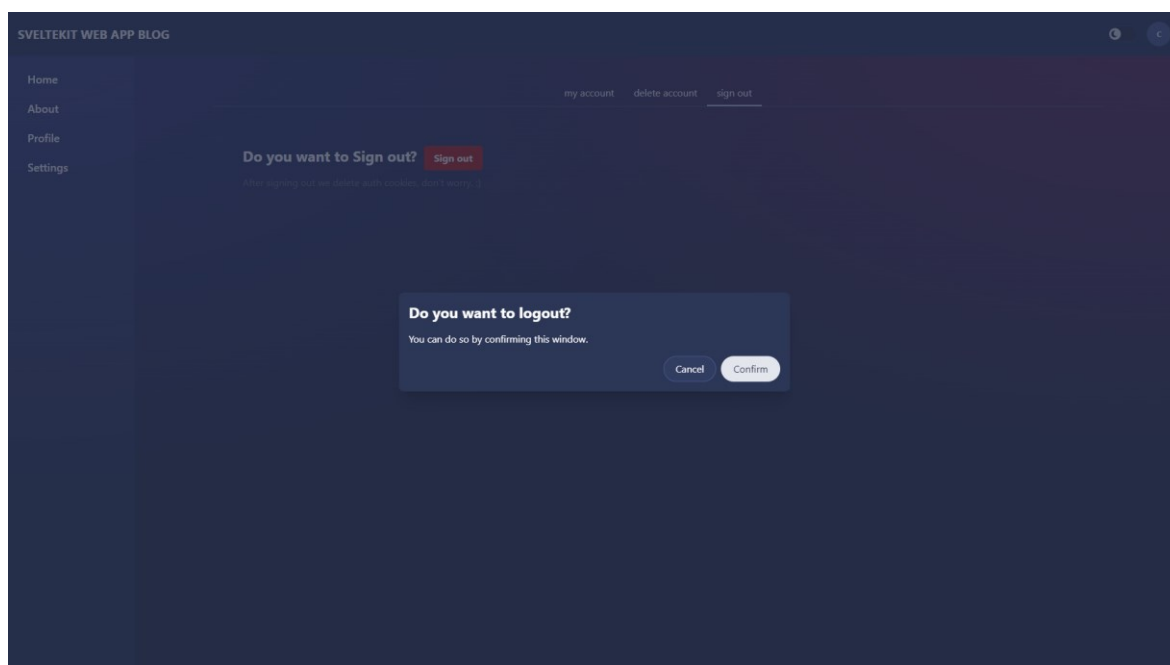 SVELTEKIT WEB APP BLOG
C
Home
About
Profile
Settings
my account delete account sign out
Do you want to Sign out? Sign out
After signing out we delete auth cookies, don't worry. :)
Do you want to logout?
You can do so by confirming this window.
Cancel Confirm